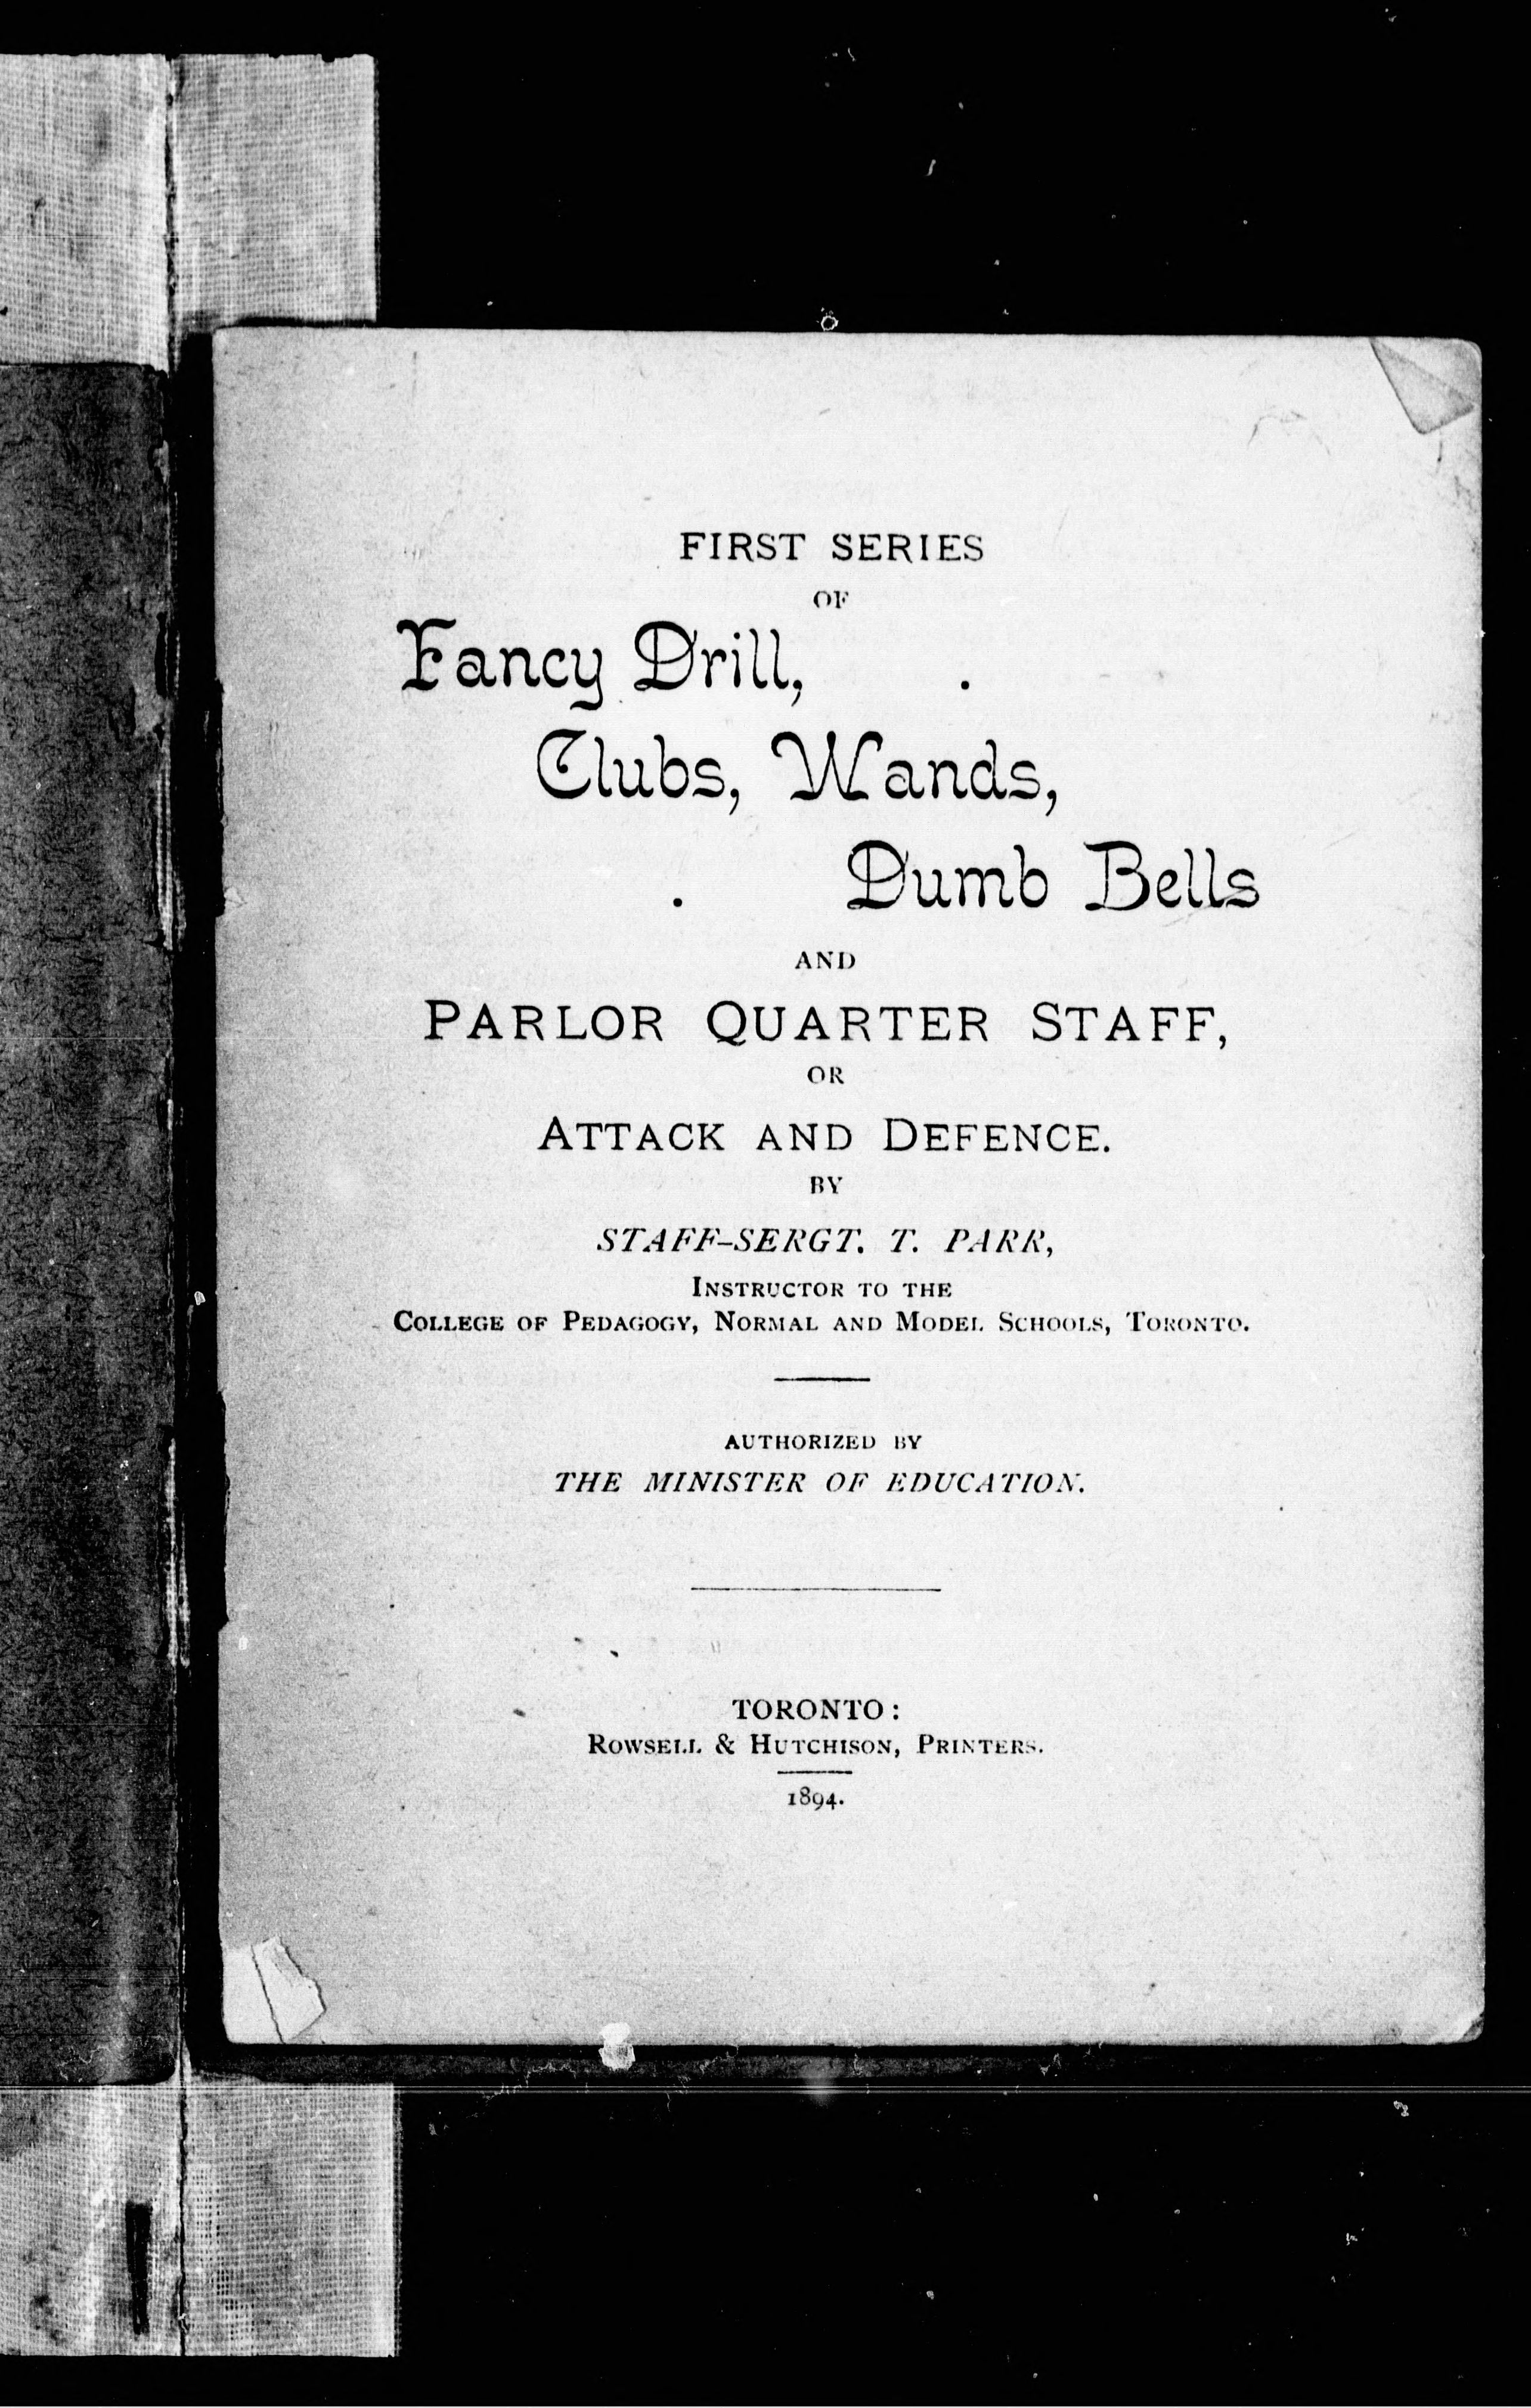 FIRST SERIES
OF
Fancy Drill,
Clubs, Wands,
Dumb Bells
AND
PARLOR QUARTER STAFF,
OR
ATTACK AND DEFENCE.
BY
STAFF-SERGT. T. PARR,
INSTRUCTOR TO THE
COLLEGE OF PEDAGOGY, NORMAL AND MODEL SCHOOLS, TORONTO.
AUTHORIZED BY
THE MINISTER OF EDUCATION.
TORONTO:
ROWSELL & HUTCHISON, PRINTERS.
1894.